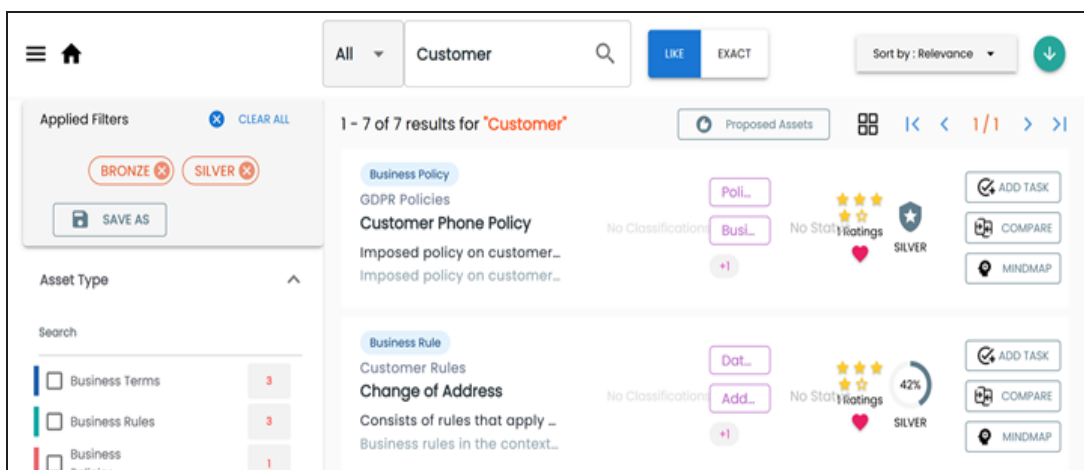 All
Customer
LIKE
EXACT
Sort by : Relevance
Applied Filters
CLEAR ALL
BRONZE
SILVER
SAVE AS
Asset Type
Search
Business Terms
3
Business Rules
3
Business
1
1 - 7 of 7 results for "Customer"
Proposed Assets
1/1
Business Policy
GDPR Policies
Customer Phone Policy
Imposed policy on customer...
Imposed policy on customer...
No Classifications
Poli...
Busi...
+1
No Stat
1 Ratings
SILVER
ADD TASK
COMPARE
MINDMAP
Business Rule
Customer Rules
Change of Address
Consists of rules that apply ...
Business rules in the context...
No Classifications
Dat...
Add...
+1
No Stat
1 Ratings
42%
SILVER
ADD TASK
COMPARE
MINDMAP